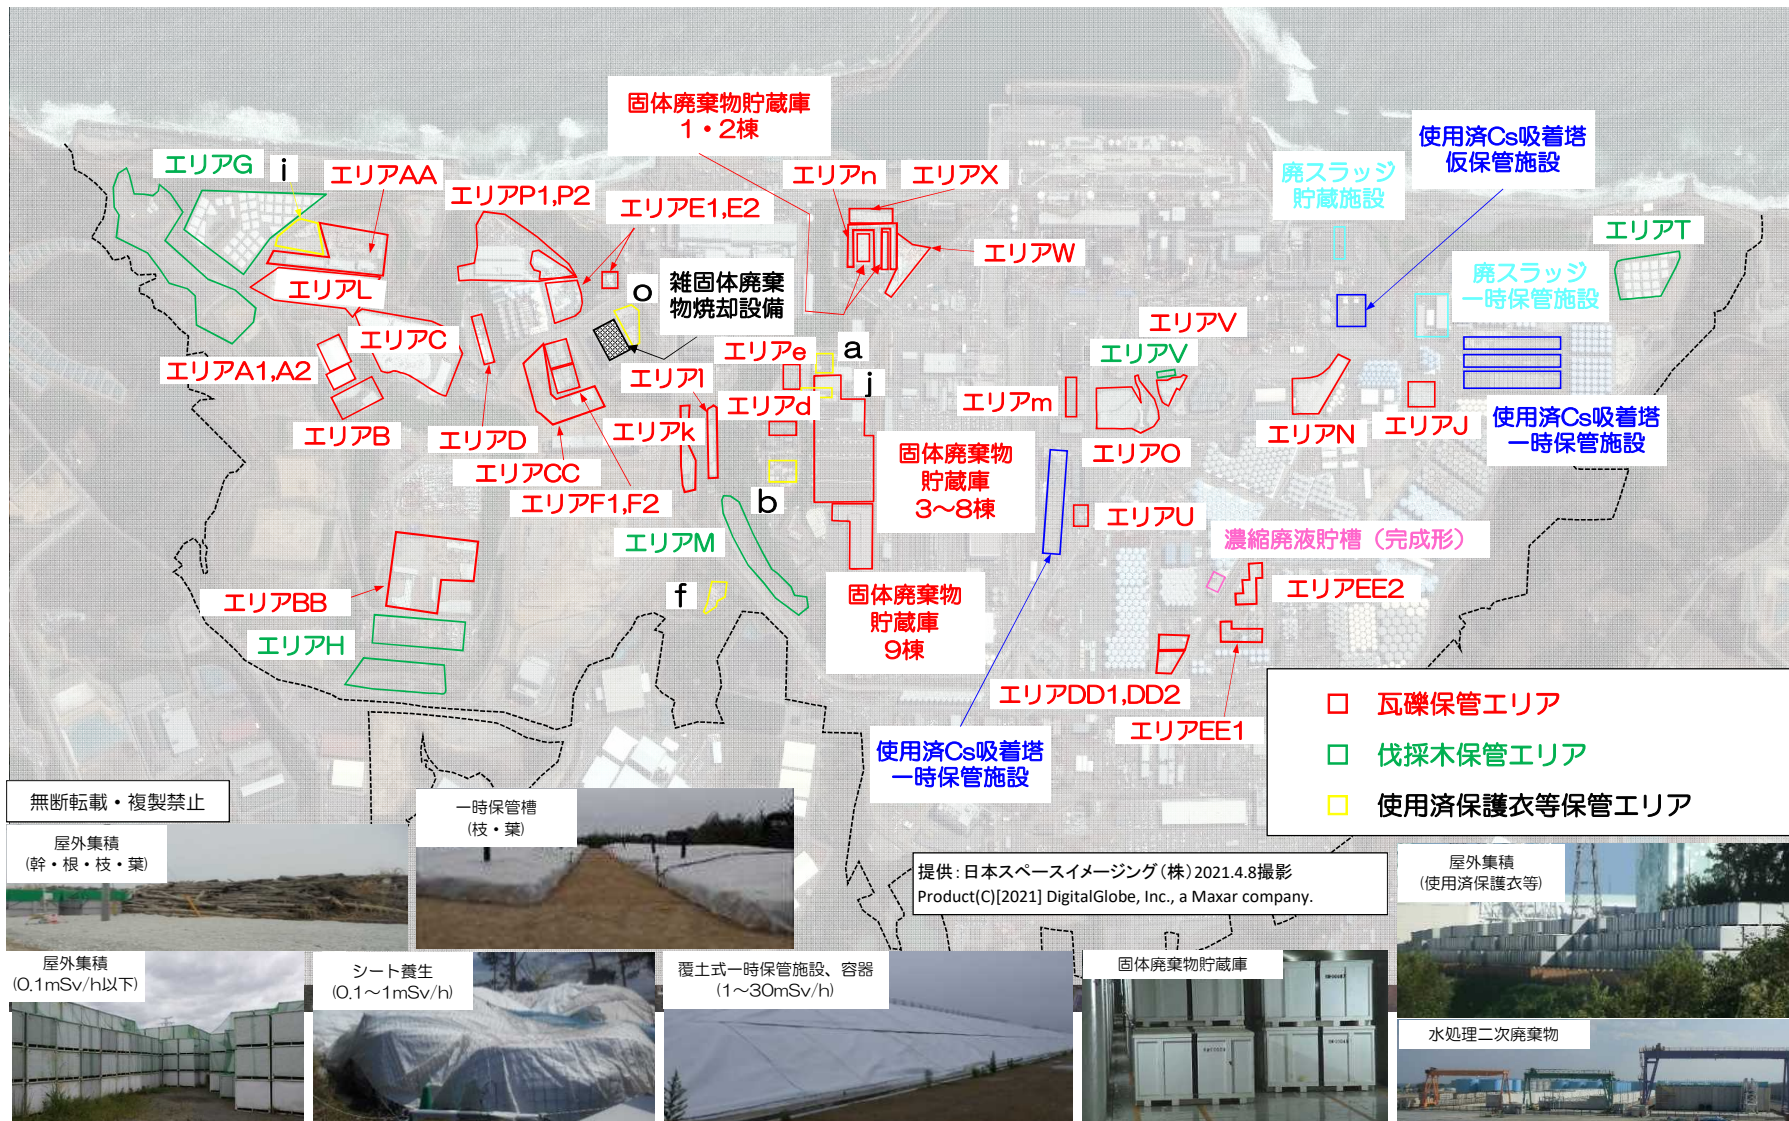 固体廃棄物貯蔵庫
1・2棟
使用済Cs吸着塔
仮保管施設
エリアG
i
エリアAA
エリアP1,P2
エリアE1,E2
エリアn
エリアX
廃スラッジ
貯蔵施設
エリアW
エリアT
エリアL
o
雑固体廃棄
物焼却設備
廃スラッジ
一時保管施設
エリアC
エリアV
エリアe
a
エリアV
エリアA1,A2
エリアl
j
エリアd
エリアm
エリアB
エリアD
エリアk
エリアN
エリアJ
使用済Cs吸着塔
一時保管施設
エリアCC
エリアO
固体廃棄物
貯蔵庫
3～8棟
エリアF1,F2
b
エリアU
エリアM
濃縮廃液貯槽（完成形）
エリアBB
f
固体廃棄物
貯蔵庫
9棟
エリアEE2
エリアH
エリアDD1,DD2
エリアEE1
使用済Cs吸着塔
一時保管施設
瓦礫保管エリア
伐採木保管エリア
使用済保護衣等保管エリア
無断転載・複製禁止
屋外集積
(幹・根・枝・葉)
一時保管槽
(枝・葉)
提供：日本スペースイメージング（株）2021.4.8撮影
Product(C)[2021] DigitalGlobe, Inc., a Maxar company.
屋外集積
(使用済保護衣等)
屋外集積
(0.1mSv/h以下)
シート養生
(0.1～1mSv/h)
覆土式一時保管施設、容器
(1～30mSv/h)
固体廃棄物貯蔵庫
水処理二次廃棄物